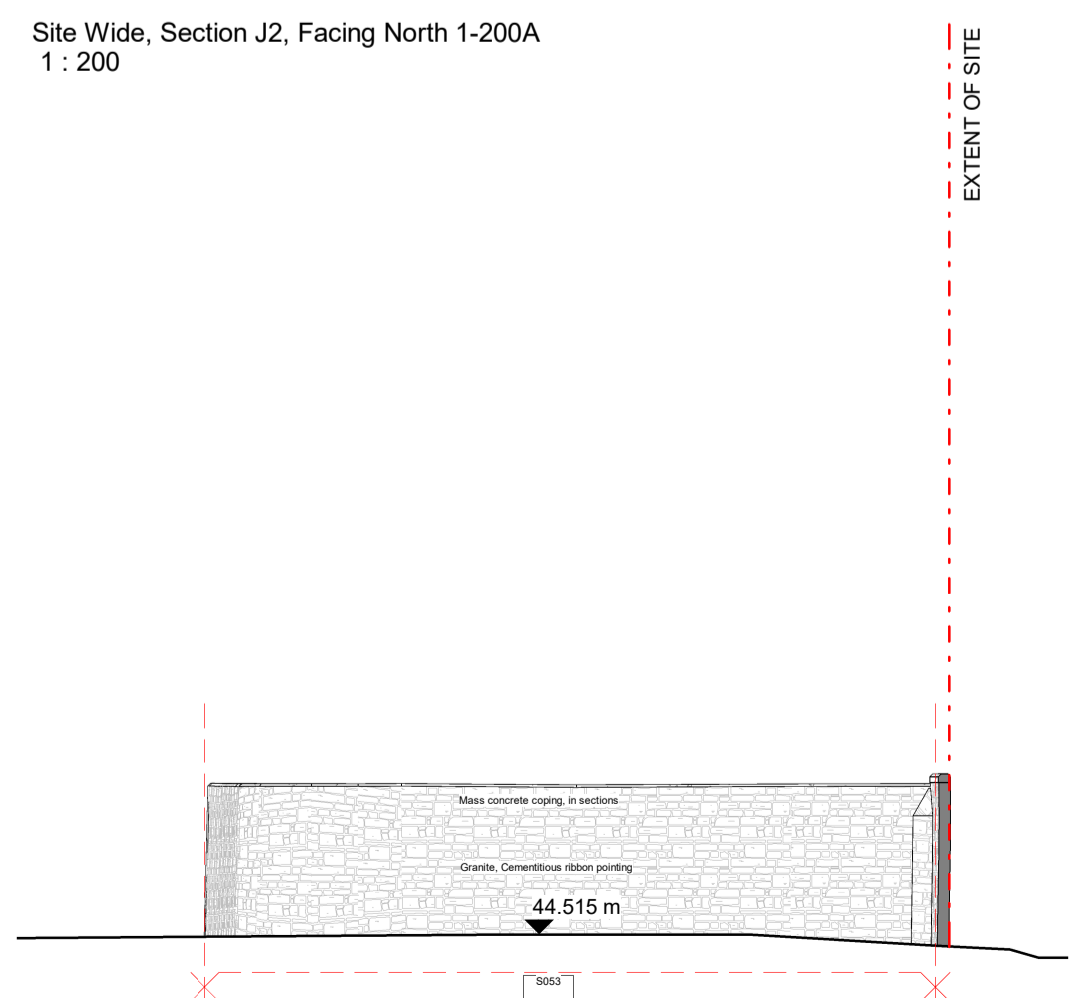 Site Wide, Section J2, Facing North 1-200A
1 : 200
EXTENT OF SITE
Mass concrete coping, in sections
Granite, Cementitious ribbon pointing
44.515 m
S053